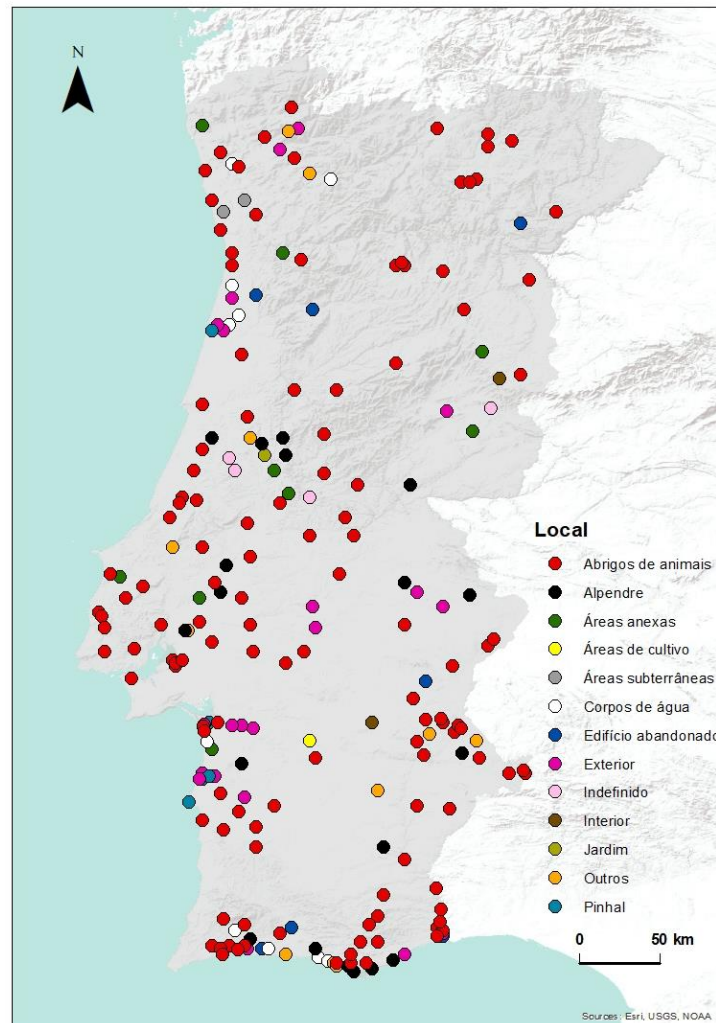 N
Local
Abrigos de animais
Alpendre
Áreas anexas
Áreas de cultivo
Áreas subterrâneas
Corpos de água
Edifício abandonado
Exterior
Indefinido
Interior
Jardim
Outros
Pinhal
0 50 km
Sources: Esri, USGS, NOAA